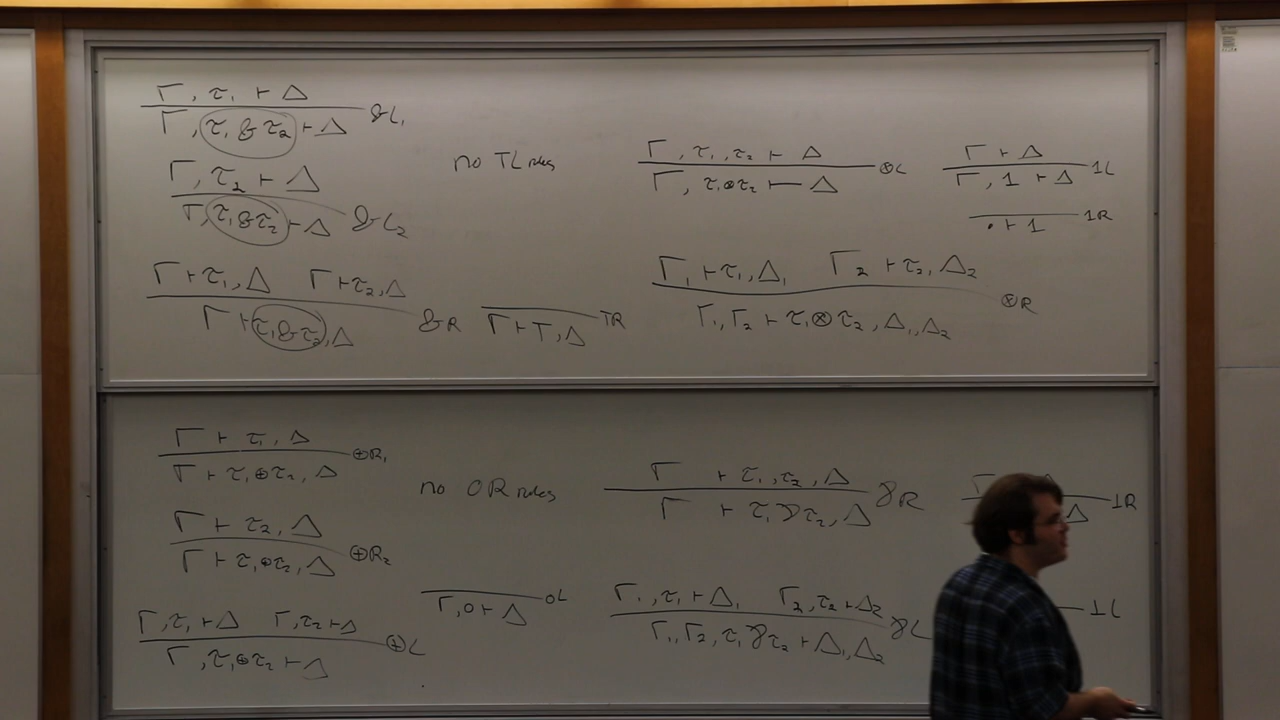 Γ, τ₁ ⊢ Δ
Γ, τ₁ & τ₂ ⊢ Δ &L₁
Γ, τ₂ ⊢ Δ
Γ, τ₁ & τ₂ ⊢ Δ &L₂
Γ ⊢ τ₁, Δ Γ ⊢ τ₂, Δ
Γ ⊢ τ₁ & τ₂, Δ &R
no TL rules
Γ ⊢ T, Δ TR
Γ, τ₁, τ₂ ⊢ Δ
Γ, τ₁ ⊗ τ₂ ⊢ Δ ⊗L
Γ ⊢ Δ
Γ, 1 ⊢ Δ 1L
· ⊢ 1 1R
Γ₁ ⊢ τ₁, Δ₁ Γ₂ ⊢ τ₂, Δ₂
Γ₁, Γ₂ ⊢ τ₁ ⊗ τ₂, Δ₁, Δ₂ ⊗R
Γ ⊢ τ₁, Δ
Γ ⊢ τ₁ ⊕ τ₂, Δ ⊕R₁
Γ ⊢ τ₂, Δ
Γ ⊢ τ₁ ⊕ τ₂, Δ ⊕R₂
Γ, τ₁ ⊢ Δ Γ, τ₂ ⊢ Δ
Γ, τ₁ ⊕ τ₂ ⊢ Δ ⊕L
no 0R rules
Γ, 0 ⊢ Δ 0L
Γ ⊢ τ₁, τ₂, Δ
Γ ⊢ τ₁ ⅋ τ₂, Δ ⅋R
Γ₁, τ₁ ⊢ Δ₁ Γ₂, τ₂ ⊢ Δ₂
Γ₁, Γ₂, τ₁ ⅋ τ₂ ⊢ Δ₁, Δ₂ ⅋L
Δ ⊥R
⊥L